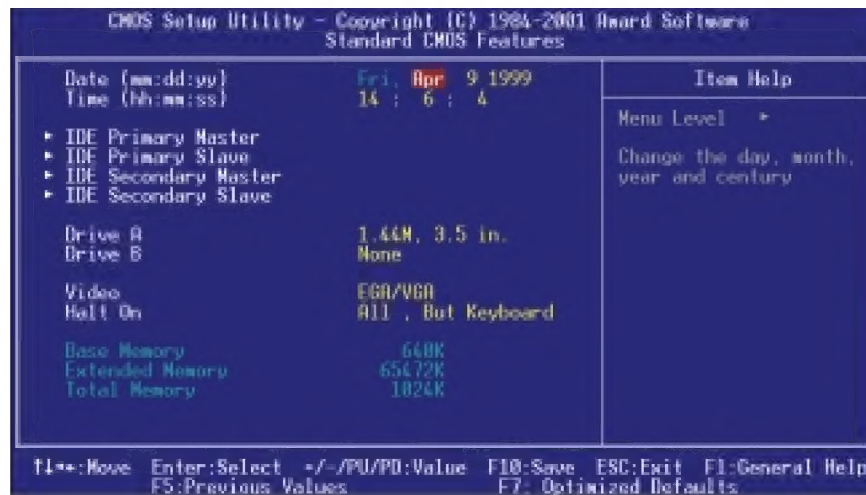 CMOS Setup Utility - Copyright (C) 1984-2001 Award Software
Standard CMOS Features
Date (mm:dd:yy) Fri, Apr 9 1999
Time (hh:mm:ss) 14 : 6 : 4
IDE Primary Master
IDE Primary Slave
IDE Secondary Master
IDE Secondary Slave
Drive A 1.44M, 3.5 in.
Drive B None
Video EGA/VGA
Halt On All , But Keyboard
Base Memory 640K
Extended Memory 65472K
Total Memory 1024K
Item Help
Menu Level ►
Change the day, month,
year and century
↑↓→←:Move Enter:Select +/-/PU/PD:Value F10:Save ESC:Exit F1:General Help
F5:Previous Values F7: Optimized Defaults